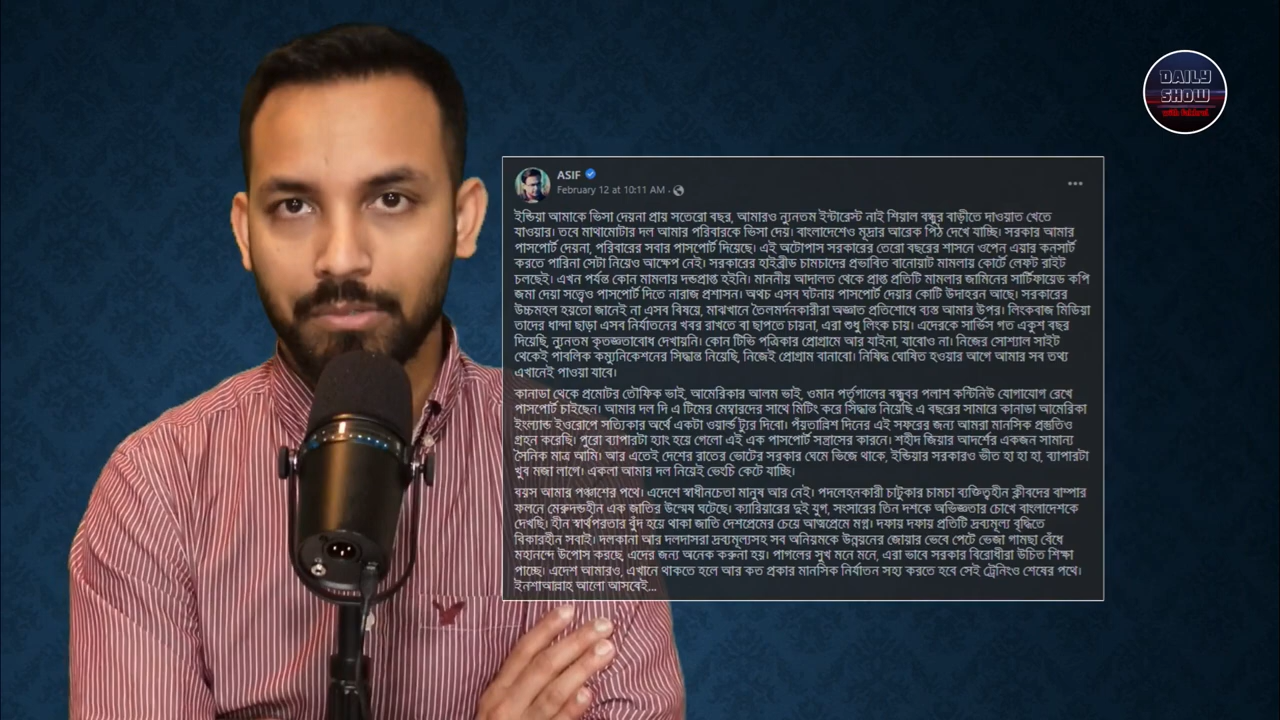 DAILY
SHOW
ASIF
February 12 at 10:11 AM ·
ইন্ডিয়া আমাকে ভিসা দেয়না প্রায় সতেরো বছর, আমারও ন্যুনতম ইন্টারেস্ট নাই শিয়াল বন্ধুর বাড়ীতে দাওয়াত খেতে
যাওয়ার। তবে মাথামোটার দল আমার পরিবারকে ভিসা দেয়। বাংলাদেশেও মূদ্রার আরেক পিঠ দেখে যাচ্ছি। সরকার আমার
পাসপোর্ট দেয়না, পরিবারের সবার পাসপোর্ট দিয়েছে। এই অটোপাস সরকারের তেরো বছরের শাসনে ওপেন এয়ার কনসার্ট
করতে পারিনা সেটা নিয়েও আক্ষেপ নেই। সরকারের হাইব্রীড চামচাদের প্রভাবিত বানোয়াট মামলায় কোর্টে লেফট রাইট
চলছেই। এখন পর্যন্ত কোন মামলায় দন্ডপ্রাপ্ত হইনি। মাননীয় আদালত থেকে প্রাপ্ত প্রতিটি মামলার জামিনের সার্টিফায়েড কপি
জমা দেয়া সত্ত্বেও পাসপোর্ট দিতে নারাজ প্রশাসন। অথচ এসব ঘটনায় পাসপোর্ট দেয়ার কোটি উদাহরন আছে। সরকারের
উচ্চমহল হয়তো জানেই না এসব বিষয়ে, মাঝখানে তৈলমর্দনকারীরা অজ্ঞাত প্রতিশোধে ব্যস্ত আমার উপর। লিংকবাজ মিডিয়া
তাদের ধান্দা ছাড়া এসব নির্যাতনের খবর রাখতে বা ছাপতে চায়না, এরা শুধু লিংক চায়। এদেরকে সার্ভিস গত একুশ বছর
দিয়েছি, ন্যুনতম কৃতজ্ঞতাবোধ দেখায়নি। কোন টিভি পত্রিকার প্রোগ্রামে আর যাইনা, যাবোও না। নিজের সোশ্যাল সাইট
থেকেই পাবলিক কম্যুনিকেশনের সিদ্ধান্ত নিয়েছি, নিজেই প্রোগ্রাম বানাবো। নিষিদ্ধ ঘোষিত হওয়ার আগে আমার সব তথ্য
এখানেই পাওয়া যাবে।
কানাডা থেকে প্রমোটর তৌফিক ভাই, আমেরিকার আলম ভাই, ওমান পর্তূগালের বন্ধুবর পলাশ কন্টিনিউ যোগাযোগ রেখে
পাসপোর্ট চাইছেন। আমার দল দি এ টিমের মেম্বারদের সাথে মিটিং করে সিদ্ধান্ত নিয়েছি এ বছরের সামারে কানাডা আমেরিকা
ইংল্যান্ড ইওরোপে সত্যিকার অর্থে একটা ওয়ার্ল্ড ট্যুর দিবো। পঁয়তাল্লিশ দিনের এই সফরের জন্য আমরা মানসিক প্রস্তুতিও
গ্রহন করেছি। পুরো ব্যাপারটা হ্যাং হয়ে গেলো এই এক পাসপোর্ট সন্ত্রাসের কারনে। শহীদ জিয়ার আদর্শের একজন সামান্য
সৈনিক মাত্র আমি। আর এতেই দেশের রাতের ভোটের সরকার ঘেমে ভিজে থাকে, ইন্ডিয়ার সরকারও ভীত হা হা হা, ব্যাপারটা
খুব মজা লাগে। একলা আমার দল নিয়েই ভেংচি কেটে যাচ্ছি।
বয়স আমার পঞ্চাশের পথে। এদেশে স্বাধীনচেতা মানুষ আর নেই। পদলেহনকারী চাটুকার চামচা ব্যক্তিত্বহীন ক্লীবদের বাম্পার
ফলনে মেরুদন্ডহীন এক জাতির উন্মেষ ঘটেছে। ক্যারিয়ারের দুই যুগ, সংসারের তিন দশকে অভিজ্ঞতার চোখে বাংলাদেশকে
দেখছি। হীন স্বার্থপরতার বুঁদ হয়ে থাকা জাতি দেশপ্রেমের চেয়ে আত্মপ্রেমে মগ্ন। দফায় দফায় প্রতিটি দ্রব্যমূল্য বৃদ্ধিতে
বিকারহীন সবাই। দলকানা আর দলদাসরা দ্রব্যমূল্যসহ সব অনিয়মকে উন্নয়নের জোয়ার ভেবে পেটে ভেজা গামছা বেঁধে
মহানন্দে উপোস করছে, এদের জন্য অনেক করুনা হয়। পাগলের সুখ মনে মনে, এরা ভাবে সরকার বিরোধীরা উচিত শিক্ষা
পাচ্ছে। এদেশ আমারও, এখানে থাকতে হলে আর কত প্রকার মানসিক নির্যাতন সহ্য করতে হবে সেই ট্রেনিংও শেষের পথে।
ইনশাআল্লাহ আলো আসবেই...